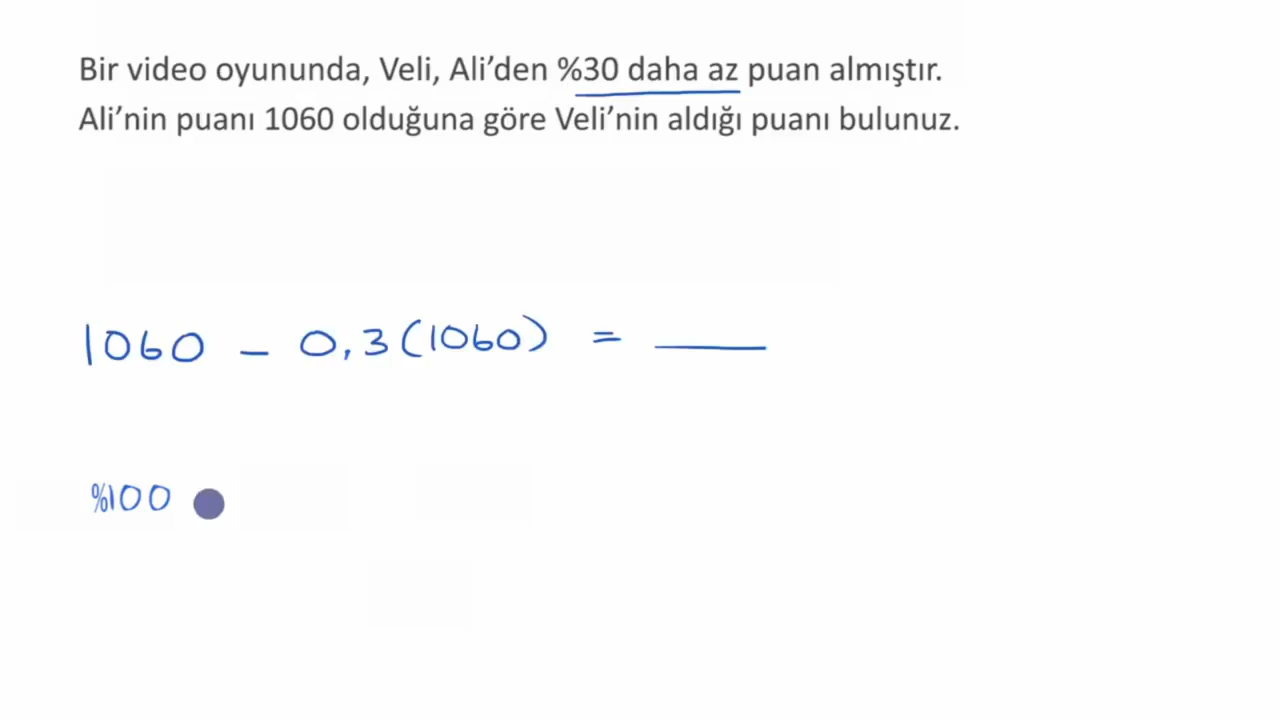 Bir video oyununda, Veli, Ali’den %30 daha az puan almıştır.
Ali’nin puanı 1060 olduğuna göre Veli’nin aldığı puanı bulunuz.
1060 - 0,3(1060) = ____
%100